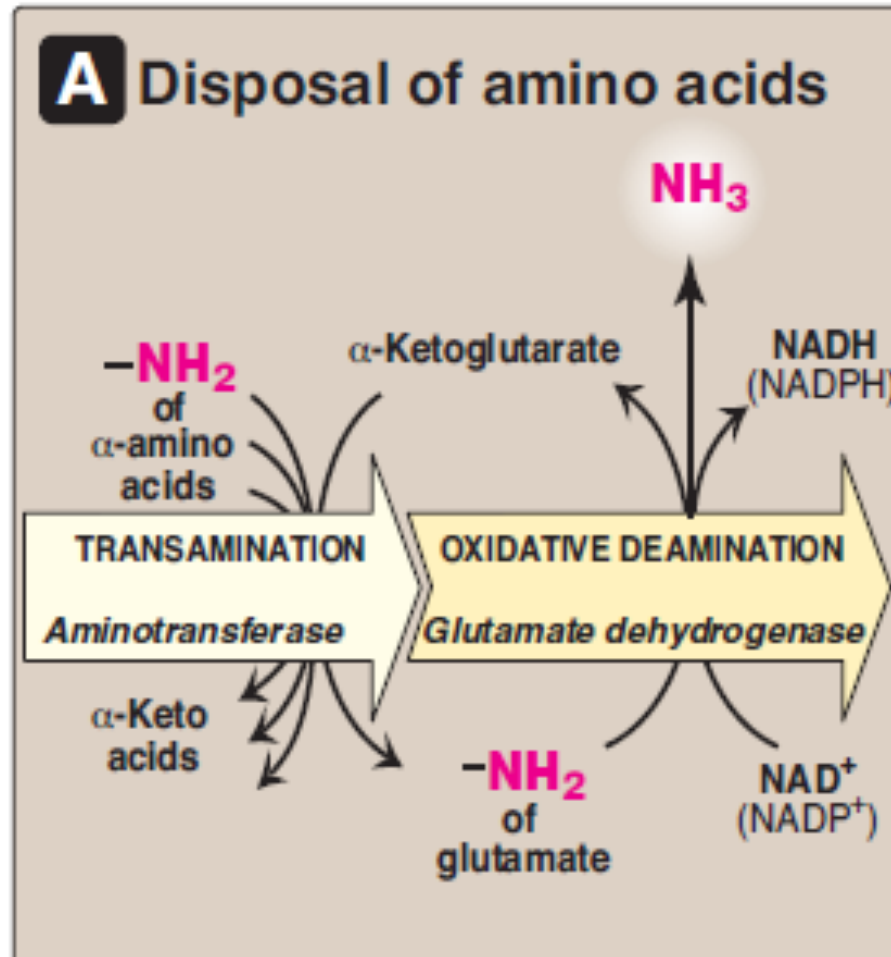 A Disposal of amino acids
NH₃
–NH₂
of
α-amino
acids
α-Ketoglutarate
NADH
(NADPH)
TRANSAMINATION
Aminotransferase
OXIDATIVE DEAMINATION
Glutamate dehydrogenase
α-Keto
acids
–NH₂
of
glutamate
NAD⁺
(NADP⁺)